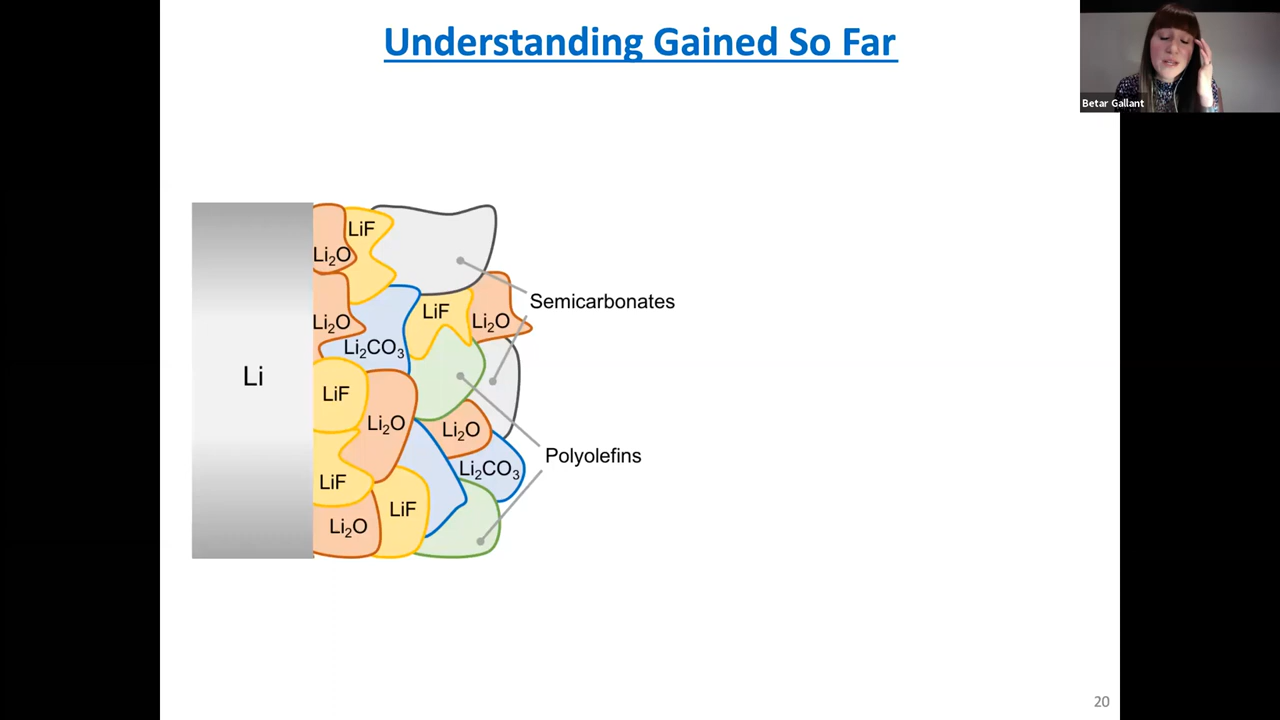 Understanding Gained So Far
Betar Gallant
LiF
Li₂O
Semicarbonates
LiF
Li₂O
Li₂O
Li₂CO₃
Li
LiF
Li₂O
Li₂O
Polyolefins
Li₂CO₃
LiF
LiF
Li₂O
20